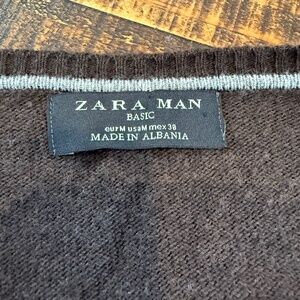 ZARA MAN
BASIC
eur M usa M mex 38
MADE IN ALBANIA